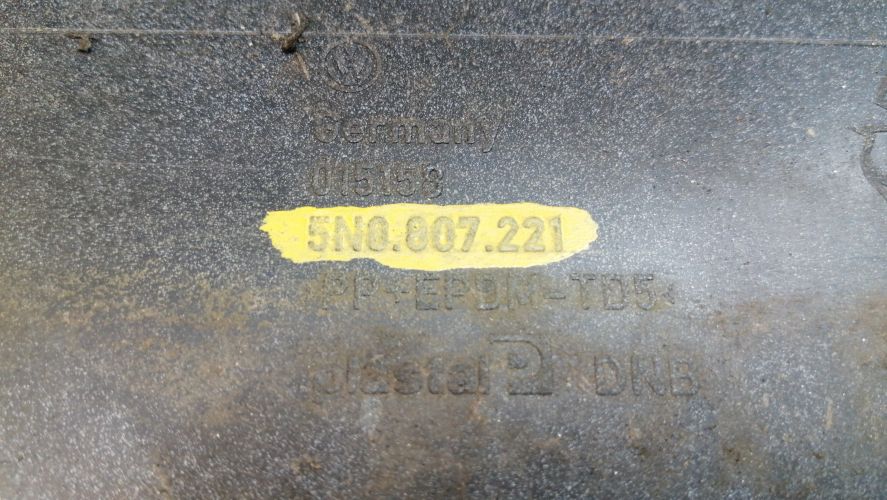 Germany
015158
5N0.807.221
PP+EPDM-TD5
plastal DNB